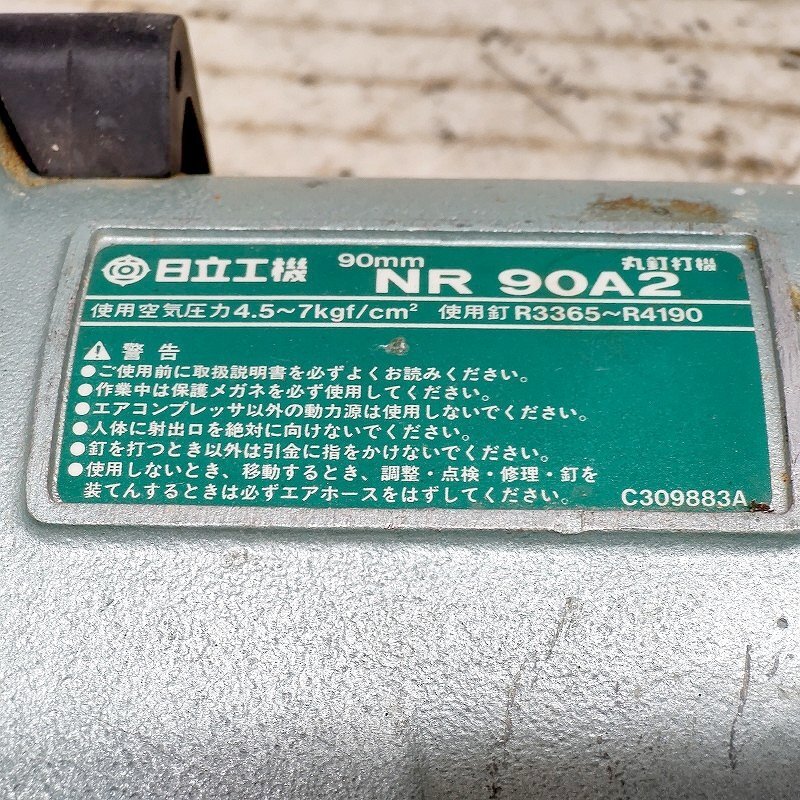 日立工機 90mm NR 90A2 丸釘打機
使用空気圧力4.5〜7kgf/cm² 使用釘R3365〜R4190
警告
●ご使用前に取扱説明書を必ずよくお読みください。
●作業中は保護メガネを必ず使用してください。
●エアコンプレッサ以外の動力源は使用しないでください。
●人体に射出口を絶対に向けないでください。
●釘を打つとき以外は引金に指をかけないでください。
●使用しないとき、移動するとき、調整・点検・修理・釘を
装てんするときは必ずエアホースをはずしてください。
C309883A